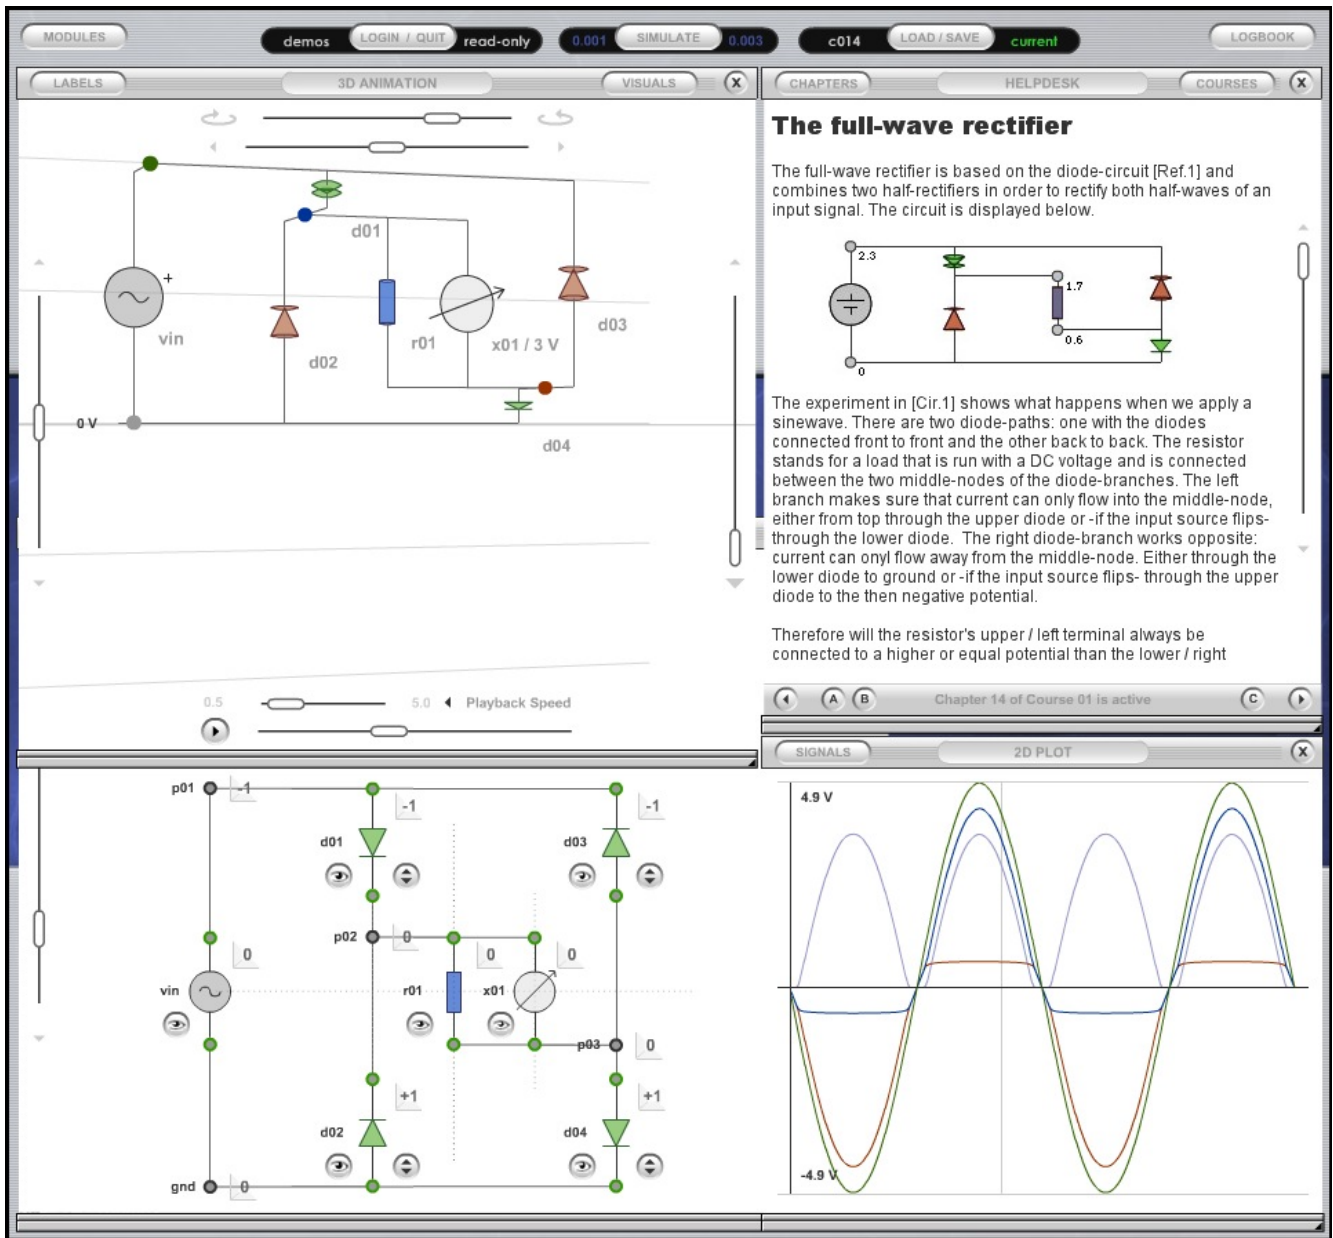 MODULES
demos LOGIN / QUIT read-only
0.001 SIMULATE 0.003
c014 LOAD / SAVE current
LOGBOOK
LABELS 3D ANIMATION VISUALS X
+
vin
d01
d02
r01
x01 / 3 V
d03
0 V
d04
0.5 5.0 Playback Speed
CHAPTERS HELPDESK COURSES X
The full-wave rectifier
The full-wave rectifier is based on the diode-circuit [Ref.1] and
combines two half-rectifiers in order to rectify both half-waves of an
input signal. The circuit is displayed below.
2.3
1.7
0.6
0
The experiment in [Cir.1] shows what happens when we apply a
sinewave. There are two diode-paths: one with the diodes
connected front to front and the other back to back. The resistor
stands for a load that is run with a DC voltage and is connected
between the two middle-nodes of the diode-branches. The left
branch makes sure that current can only flow into the middle-node,
either from top through the upper diode or -if the input source flips-
through the lower diode.  The right diode-branch works opposite:
current can onyl flow away from the middle-node. Either through the
lower diode to ground or -if the input source flips- through the upper
diode to the then negative potential.
Therefore will the resistor's upper / left terminal always be
connected to a higher or equal potential than the lower / right
A B Chapter 14 of Course 01 is active C
p01 -1
-1 -1
d01 d03
p02 0
0 0 0
vin r01 x01
p03 0
+1 +1
d02 d04
gnd 0
SIGNALS 2D PLOT X
4.9 V
-4.9 V